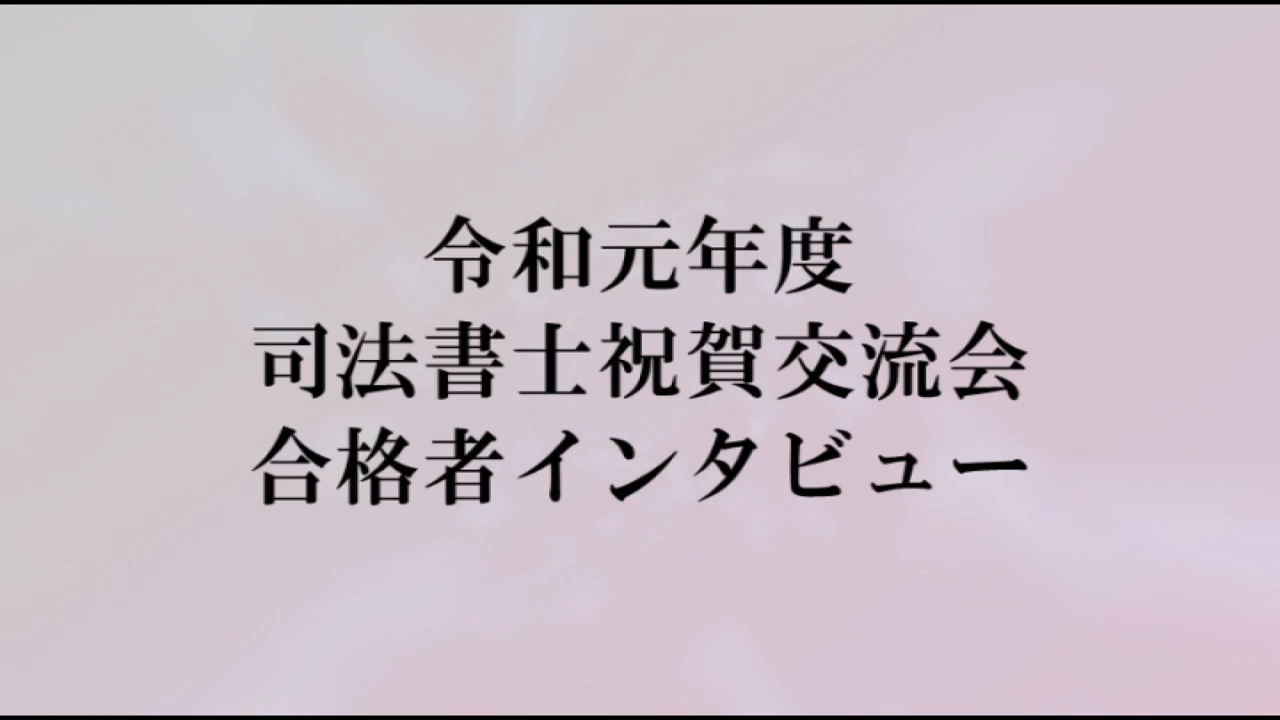 令和元年度
司法書士祝賀交流会
合格者インタビュー